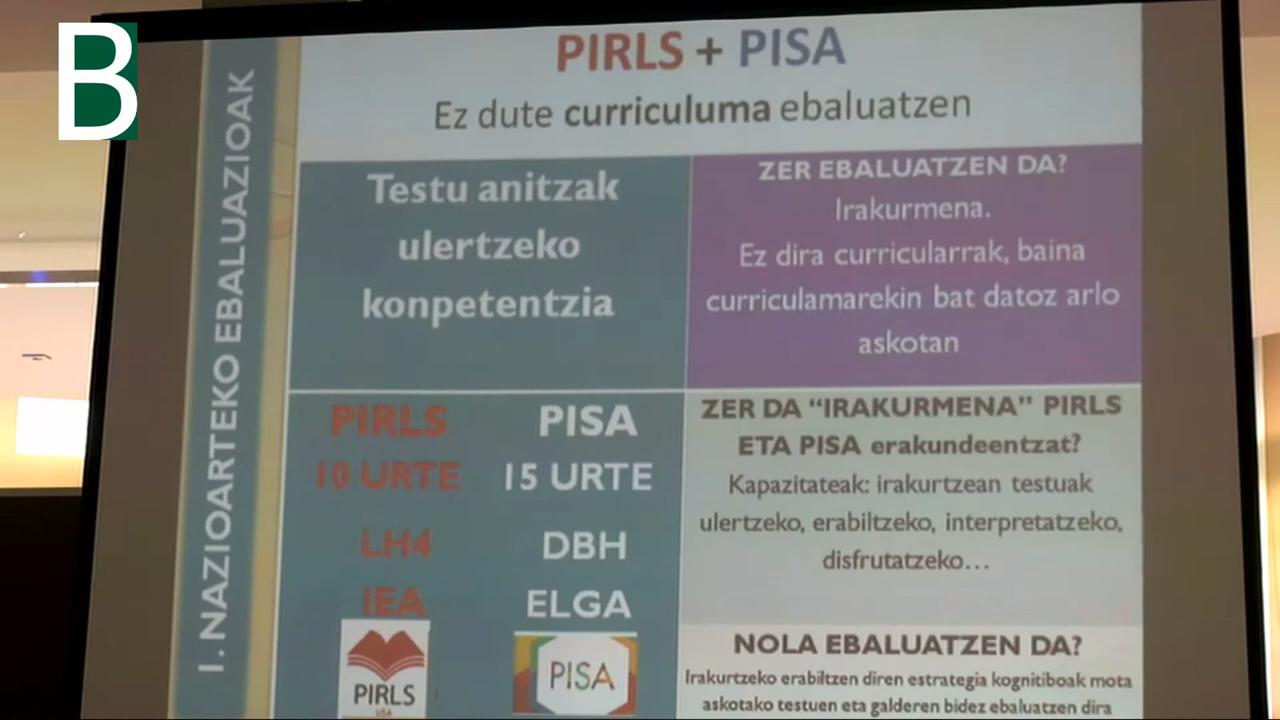 B
I. NAZIOARTEKO EBALUAZIOAK
PIRLS + PISA
Ez dute curriculuma ebaluatzen
Testu anitzak
ulertzeko
konpetentzia
ZER EBALUATZEN DA?
Irakurmena.
Ez dira curricularrak, baina
curriculamarekin bat datoz arlo
askotan
PIRLS PISA
10 URTE 15 URTE
LH4 DBH
IEA ELGA
PIRLS
PISA
ZER DA “IRAKURMENA” PIRLS
ETA PISA erakundeentzat?
Kapazitateak: irakurtzean testuak
ulertzeko, erabiltzeko, interpretatzeko,
disfrutatzeko...
NOLA EBALUATZEN DA?
Irakurtzeko erabiltzen diren estrategia kognitiboak mota
askotako testuen eta galderen bidez ebaluatzen dira